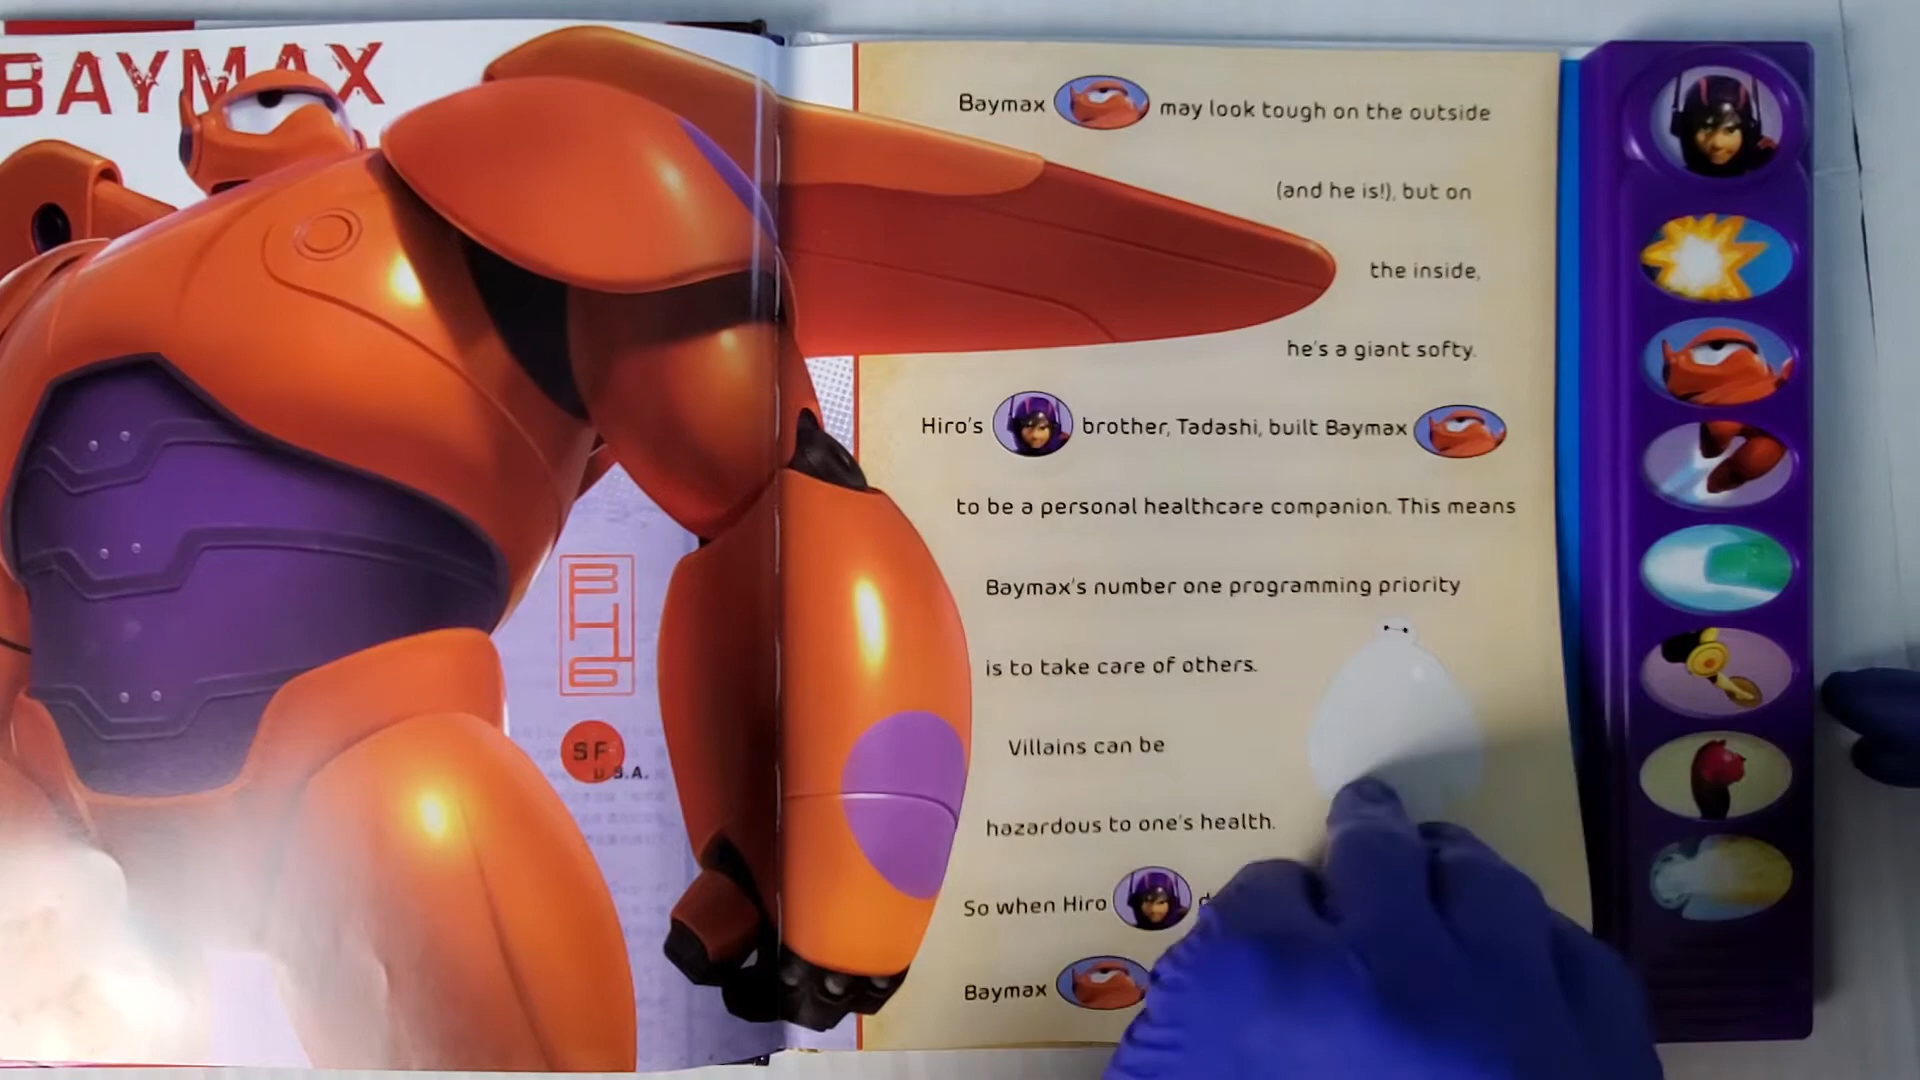 BAYMAX
Baymax may look tough on the outside
(and he is!), but on
the inside,
he's a giant softy.
Hiro's brother, Tadashi, built Baymax
to be a personal healthcare companion. This means
Baymax's number one programming priority
is to take care of others.
Villains can be
hazardous to one's health.
So when Hiro
Baymax
BH6
SF
U.S.A.